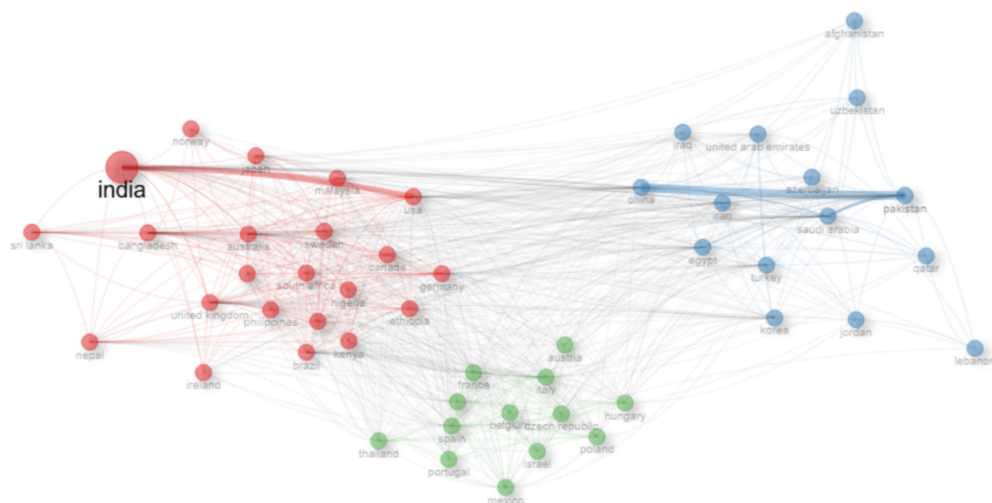 afghanistan
uzbekistan
norway
iraq
united arab emirates
japan
malaysia
india
azerbaijan
usa
china
iran
pakistan
saudi arabia
sri lanka
bangladesh
australia
sweden
egypt
qatar
canada
turkey
south africa
germany
nigeria
united kingdom
philippines
ethiopia
korea
jordan
kenya
nepal
brazil
austria
lebanon
ireland
france
italy
belgium
czech republic
hungary
spain
thailand
poland
portugal
israel
mexico